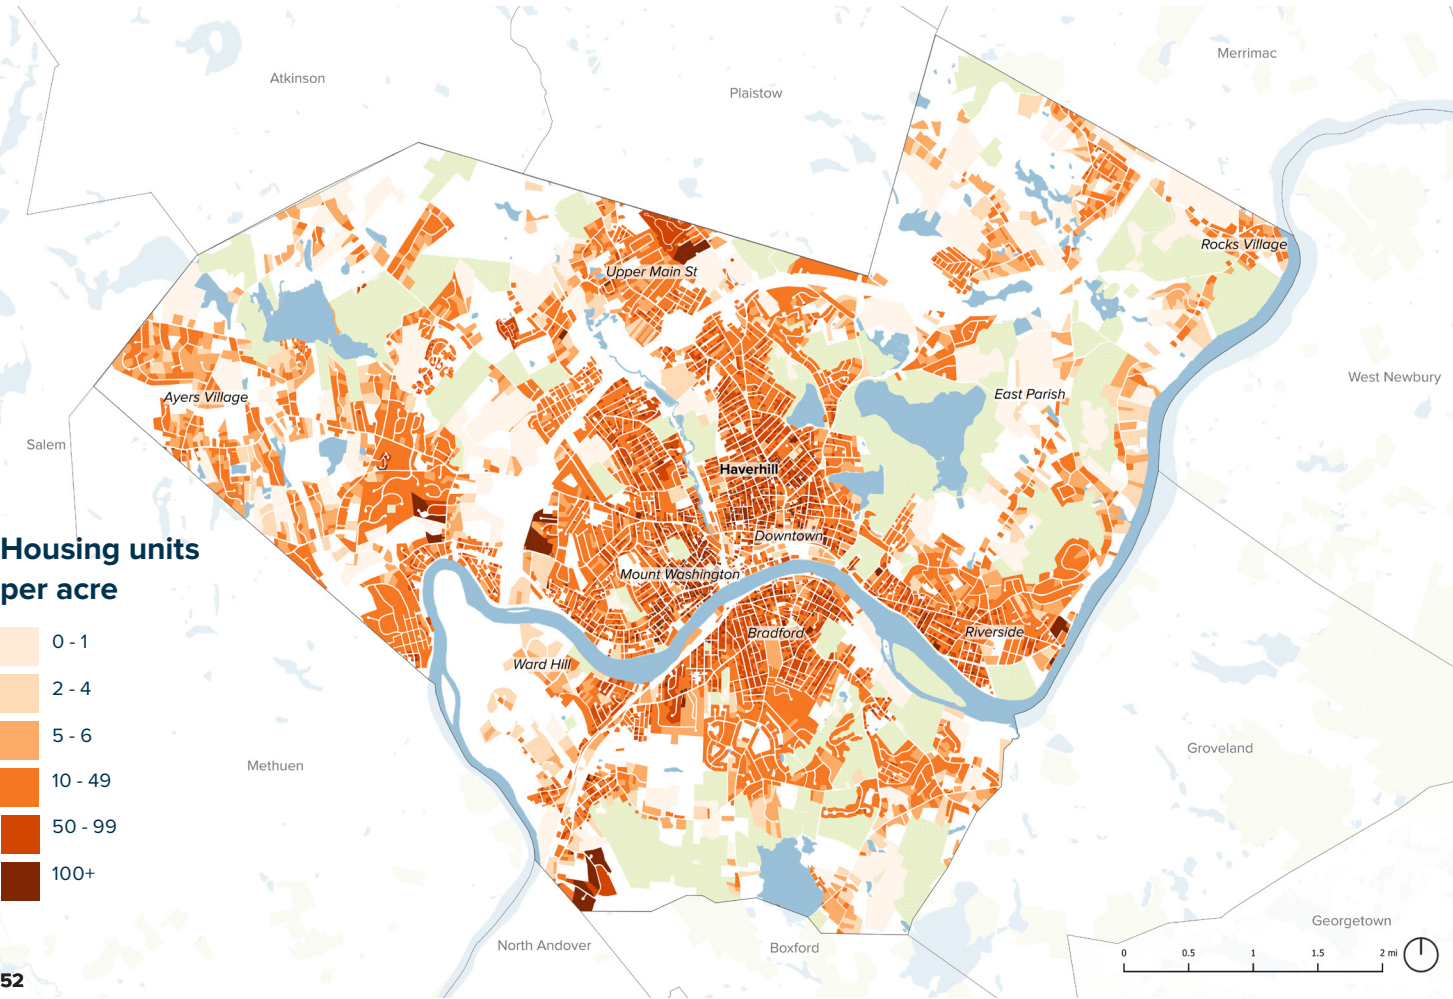 Merrimac
Atkinson
Plaistow
Rocks Village
Upper Main St
West Newbury
East Parish
Ayers Village
Salem
Haverhill
Downtown
Housing units
per acre
Mount Washington
Bradford
Riverside
0 - 1
Ward Hill
2 - 4
5 - 6
Groveland
Methuen
10 - 49
50 - 99
100+
Georgetown
North Andover
Boxford
0 0.5 1 1.5 2 mi
52